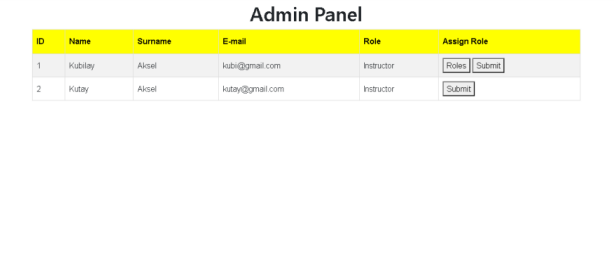 Admin Panel
ID Name Surname E-mail Role Assign Role
1 Kubilay Aksel kubi@gmail.com Instructor Roles Submit
2 Kutay Aksel kutay@gmail.com Instructor Submit